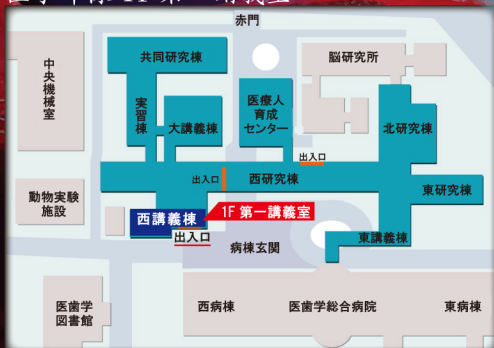 赤門
中央機械室
共同研究棟
脳研究所
実習棟
大講義棟
医療人
育成
センター
北研究棟
出入口
出入口
西研究棟
東研究棟
動物実験
施設
西講義棟
1F 第一講義室
出入口
東講義棟
病棟玄関
医歯学
図書館
西病棟
医歯学総合病院
東病棟